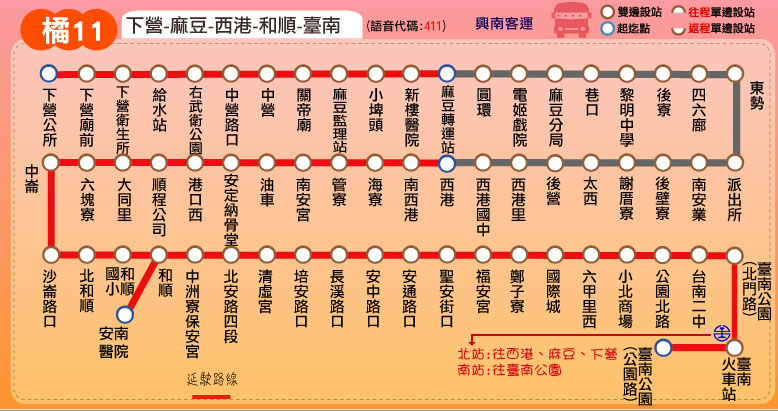 橘11
下營-麻豆-西港-和順-臺南
(語音代碼:411)
興南客運
雙邊設站
往程單邊設站
起迄點
返程單邊設站
下營公所
下營廟前
下營衛生所
給水站
右武衛公園
中營路口
中營
關帝廟
麻豆監理站
小埤頭
新樓醫院
麻豆轉運站
圓環
電姬戲院
麻豆分局
巷口
黎明中學
後寮
四六廍
東勢
中崙
六塊寮
大同里
順程公司
港口西
安定納骨堂
油車
南安宮
管寮
海寮
南西港
西港
西港國中
西港里
後營
太西
謝厝寮
後壁寮
南安業
派出所
沙崙路口
北和順
和順國小
和順
中洲寮保安宮
北安路四段
清虛宮
培安路口
長溪路口
安中路口
安通路口
聖安街口
福安宮
鄭子寮
國際城
六甲里西
小北商場
公園北路
台南二中
臺南公園(北門路)
安南醫院
延駛路線
北站:往西港、麻豆、下營
南站:往臺南公園
臺南公園(公園路)
臺南火車站